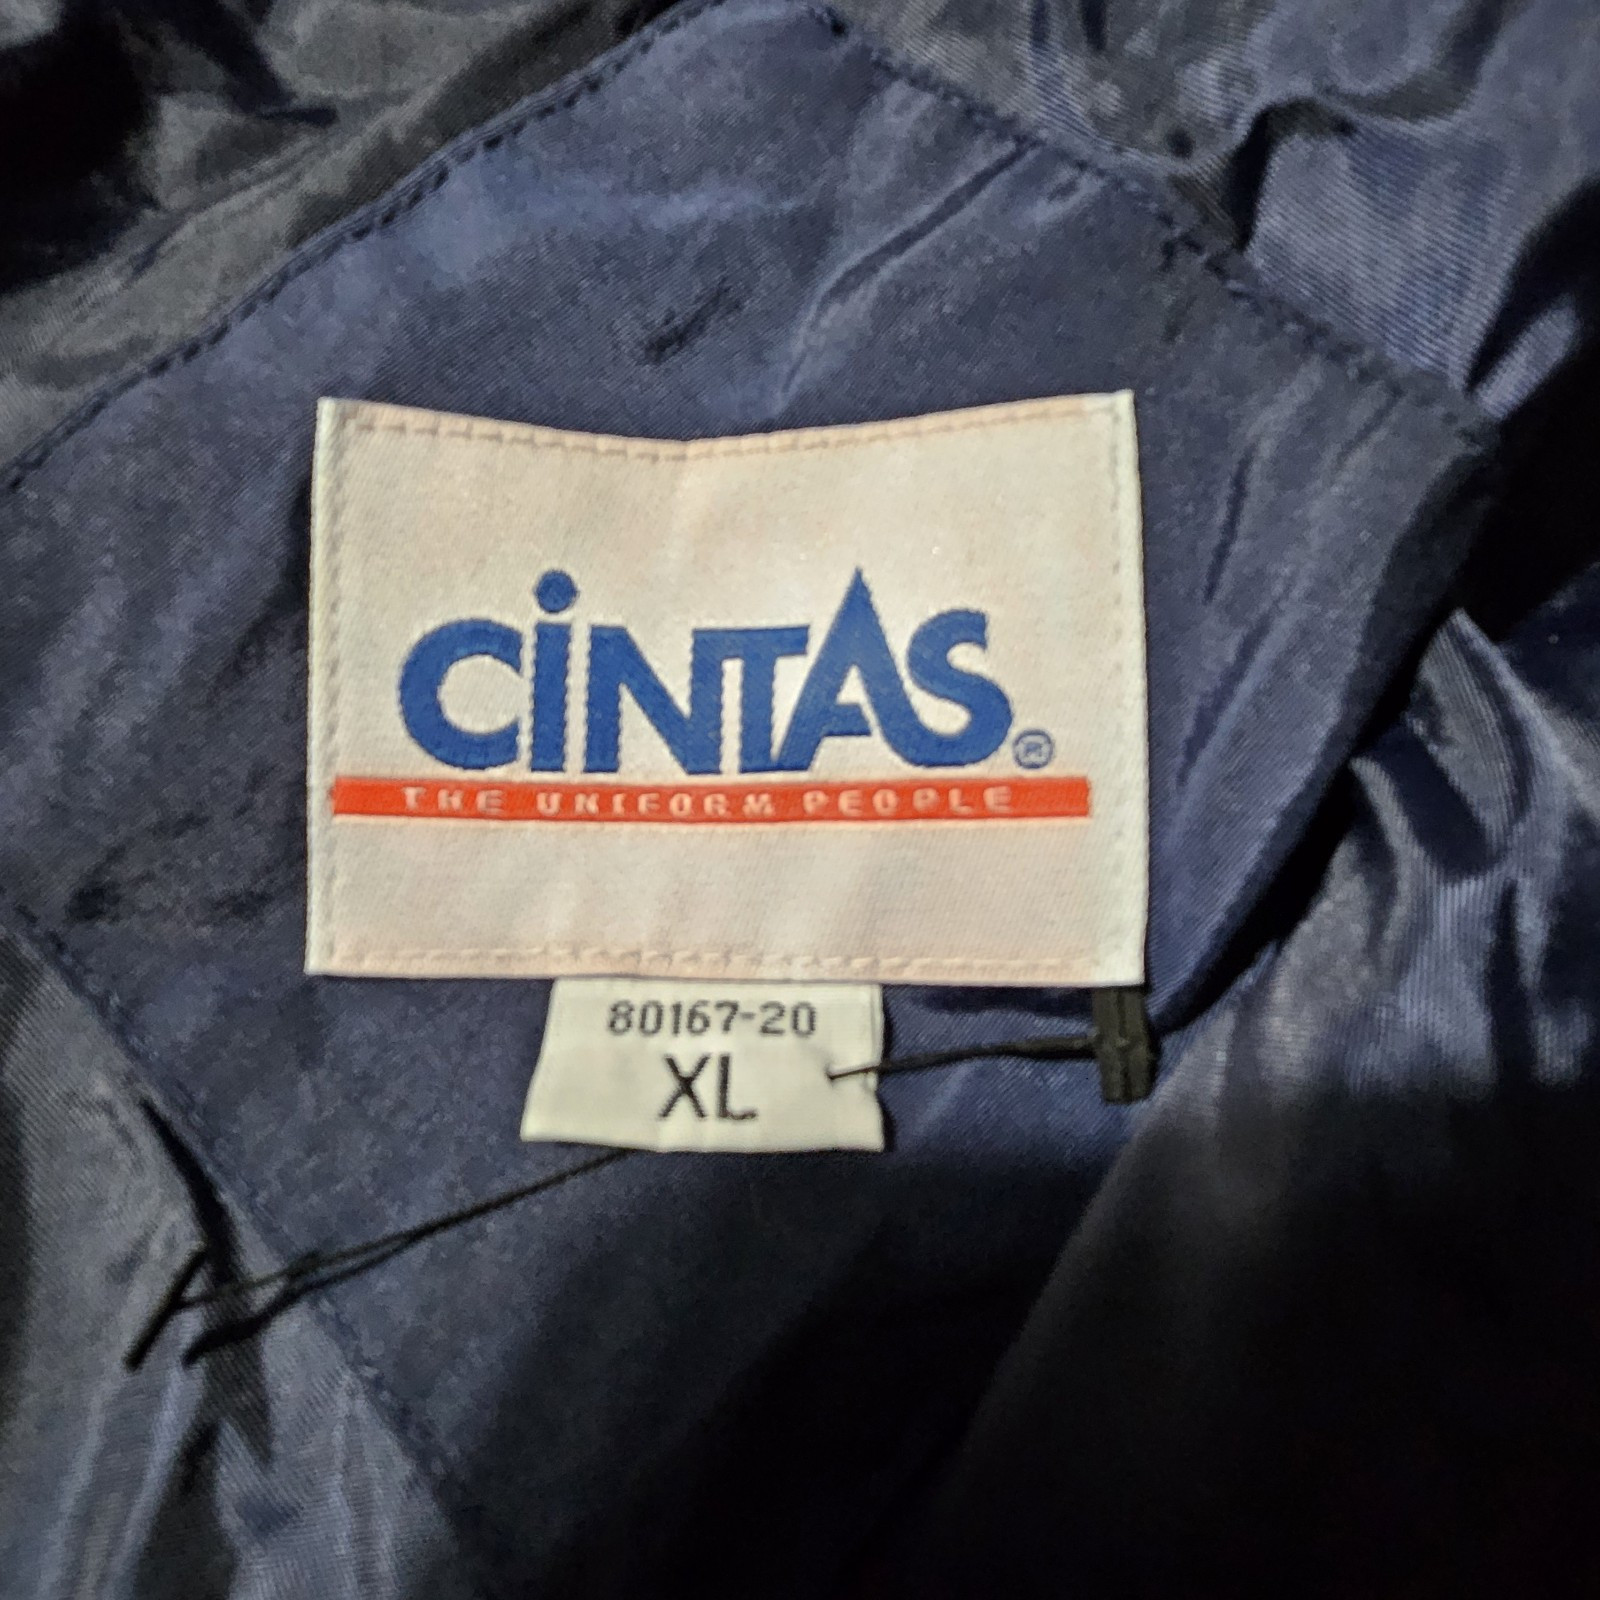 CiNTAS®
THE UNIFORM PEOPLE
80167-20
XL